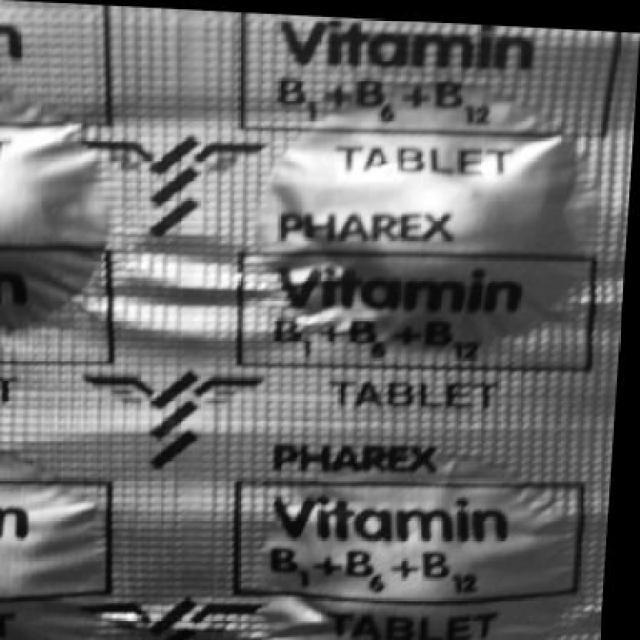 n Vitamin
B1+B6+B12
T TABLET
PHAREX
n Vitamin
B1+B6+B12
T TABLET
PHAREX
n Vitamin
B1+B6+B12
T TABLET